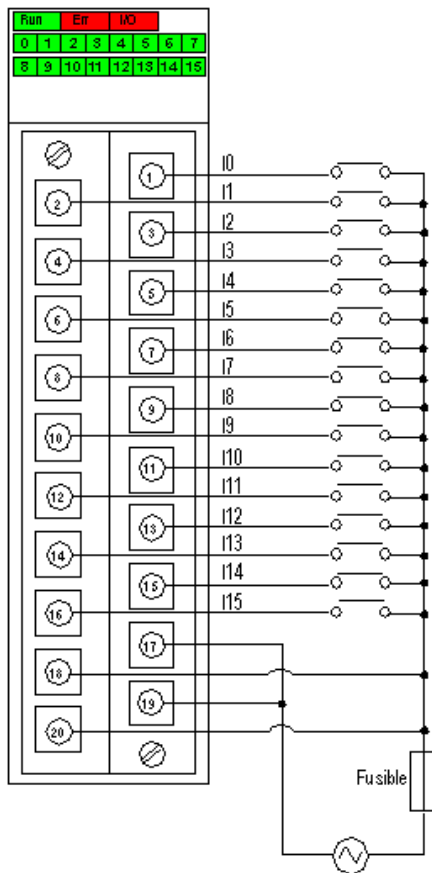 Run Err I/O
0 1 2 3 4 5 6 7
8 9 10 11 12 13 14 15
1 I0
2 I1
3 I2
4 I3
5 I4
6 I5
7 I6
8 I7
9 I8
10 I9
11 I10
12 I11
13 I12
14 I13
15 I14
16 I15
17
18
19
20
Fusible